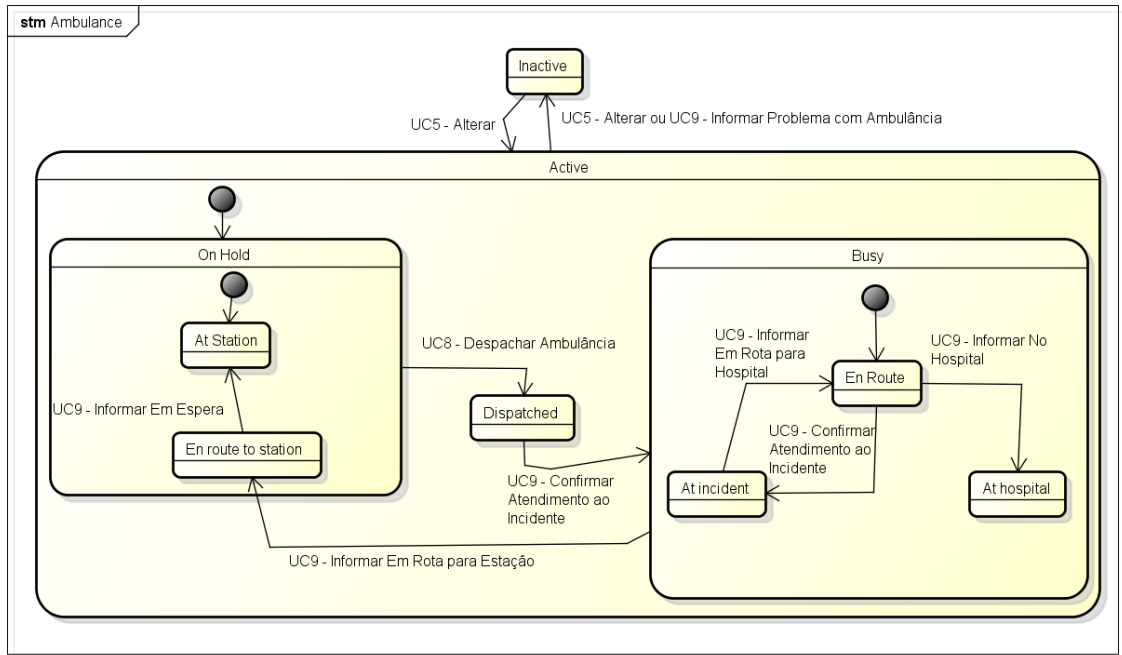 stm Ambulance
Inactive
UC5 - Alterar
UC5 - Alterar ou UC9 - Informar Problema com Ambulância
Active
On Hold
Busy
At Station
UC8 - Despachar Ambulância
UC9 - Informar
Em Rota para
Hospital
UC9 - Informar No
Hospital
En Route
UC9 - Informar Em Espera
Dispatched
En route to station
UC9 - Confirmar
Atendimento ao
Incidente
UC9 - Confirmar
Atendimento ao
Incidente
At incident
At hospital
UC9 - Informar Em Rota para Estação